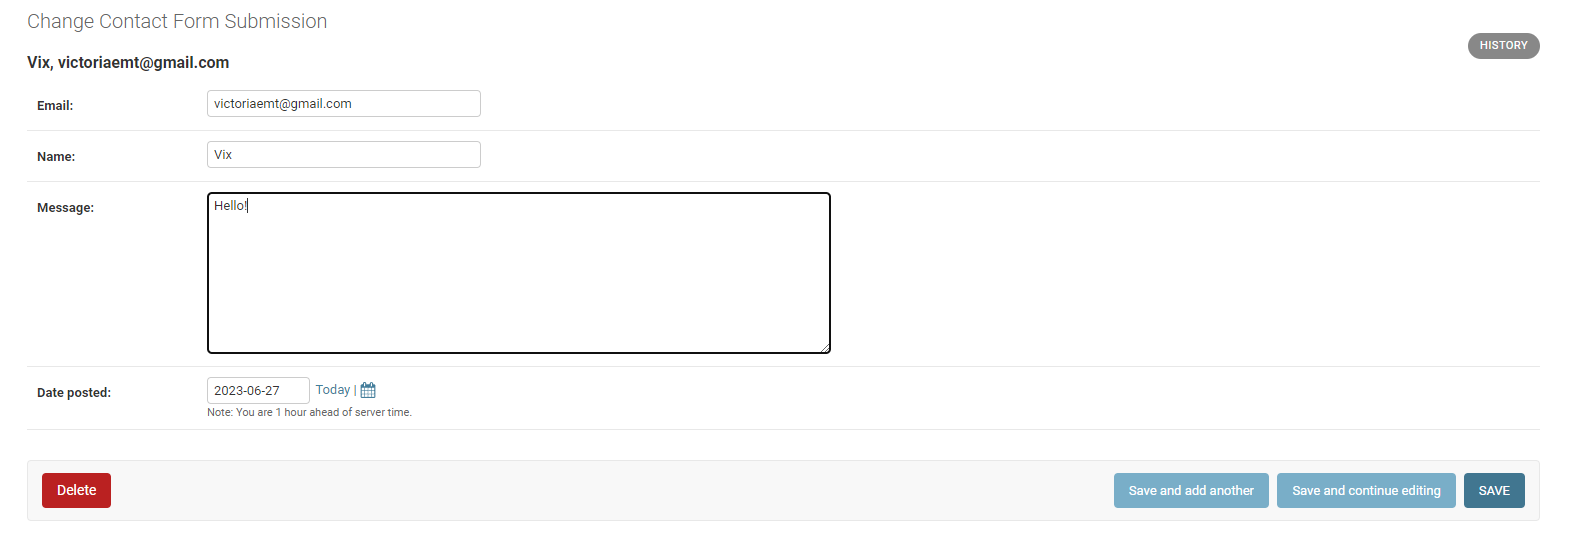 Change Contact Form Submission
HISTORY
Vix, victoriaemt@gmail.com
Email: victoriaemt@gmail.com
Name: Vix
Message: Hello!
Date posted: 2023-06-27 Today |
Note: You are 1 hour ahead of server time.
Delete Save and add another Save and continue editing SAVE